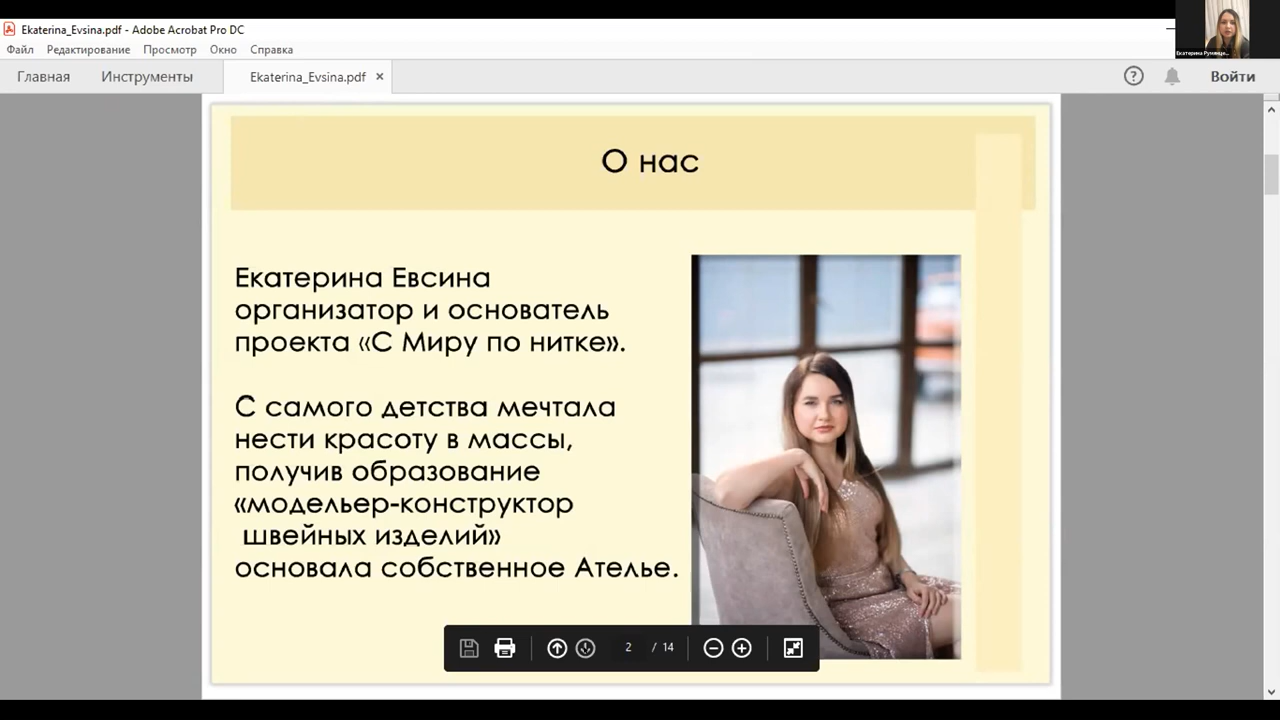 Ekaterina_Evsina.pdf - Adobe Acrobat Pro DC
Файл Редактирование Просмотр Окно Справка
Главная Инструменты Ekaterina_Evsina.pdf × ? Войти
О нас
Екатерина Евсина
организатор и основатель
проекта «С Миру по нитке».
С самого детства мечтала
нести красоту в массы,
получив образование
«модельер-конструктор
швейных изделий»
основала собственное Ателье.
2 / 14
Екатерина